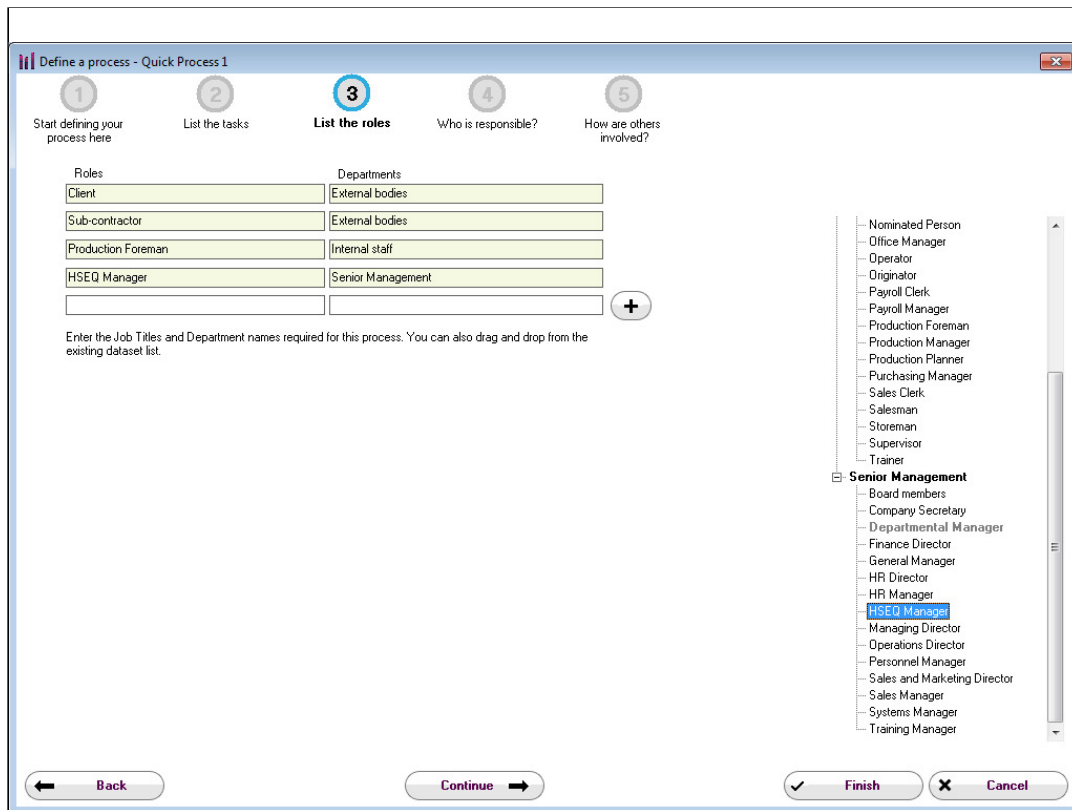 Define a process - Quick Process 1
1 2 3 4 5
Start defining your List the tasks List the roles Who is responsible? How are others
process here involved?
Roles Departments
Client External bodies
Sub-contractor External bodies
Production Foreman Internal staff
HSEQ Manager Senior Management
Enter the Job Titles and Department names required for this process. You can also drag and drop from the
existing dataset list.
Nominated Person
Office Manager
Operator
Originator
Payroll Clerk
Payroll Manager
Production Foreman
Production Manager
Production Planner
Purchasing Manager
Sales Clerk
Salesman
Storeman
Supervisor
Trainer
Senior Management
Board members
Company Secretary
Departmental Manager
Finance Director
General Manager
HR Director
HR Manager
HSEQ Manager
Managing Director
Operations Director
Personnel Manager
Sales and Marketing Director
Sales Manager
Systems Manager
Training Manager
Back Continue Finish Cancel